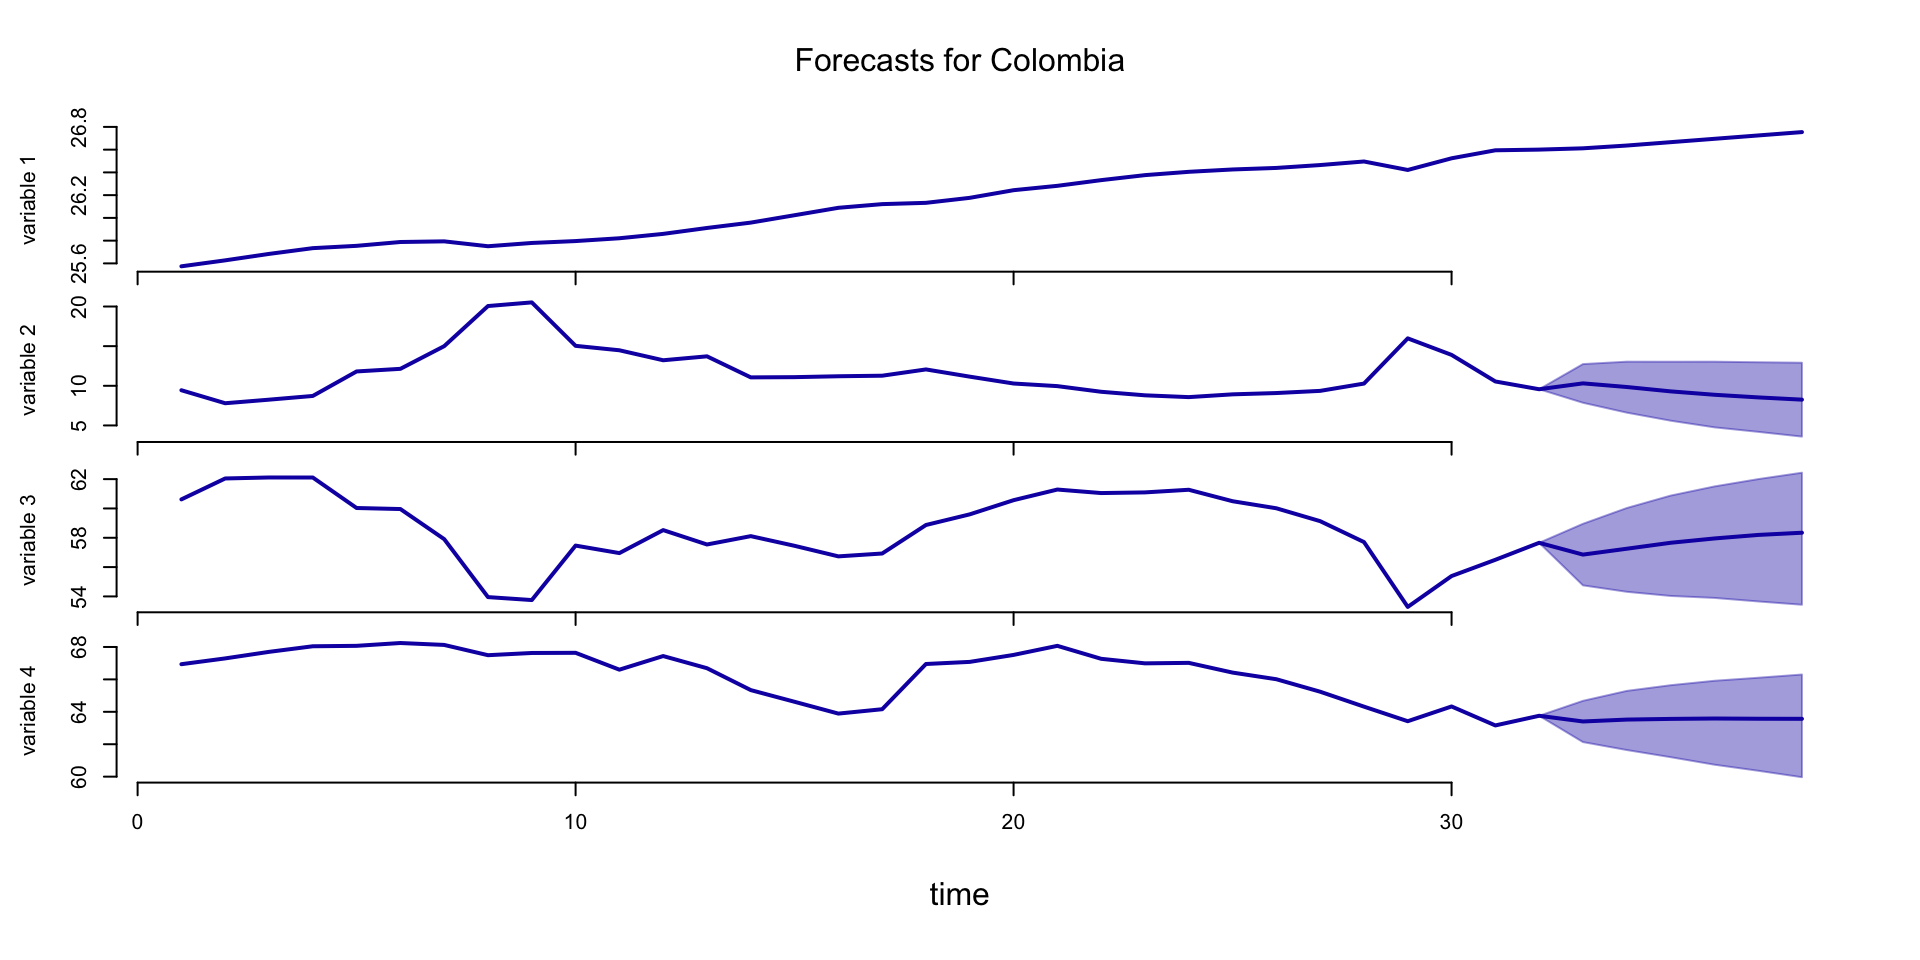 Forecasts for Colombia
variable 1
25.6 26.2 26.8
variable 2
5 10 20
variable 3
54 58 62
variable 4
60 64 68
0 10 20 30
time